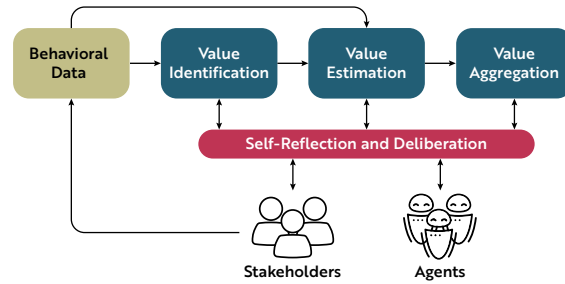 Behavioral
Data
Value
Identification
Value
Estimation
Value
Aggregation
Self-Reflection and Deliberation
Stakeholders
Agents